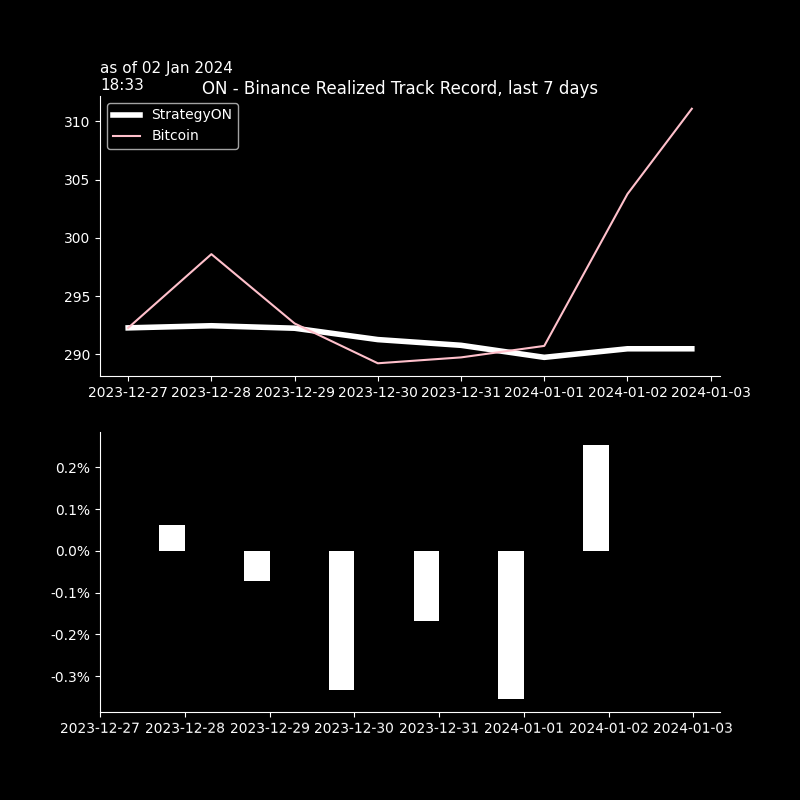 as of 02 Jan 2024
18:33
ON - Binance Realized Track Record, last 7 days
StrategyON
Bitcoin
310
305
300
295
290
2023-12-27 2023-12-28 2023-12-29 2023-12-30 2023-12-31 2024-01-01 2024-01-02 2024-01-03
0.2%
0.1%
0.0%
-0.1%
-0.2%
-0.3%
2023-12-27 2023-12-28 2023-12-29 2023-12-30 2023-12-31 2024-01-01 2024-01-02 2024-01-03